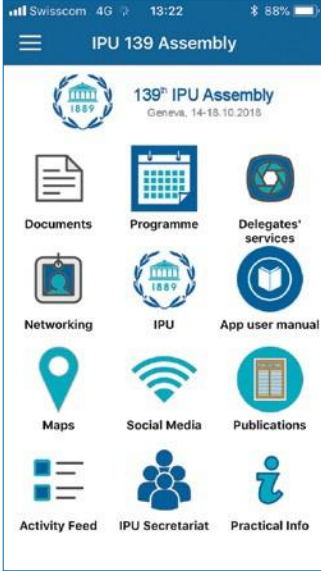 Swisscom 4G 13:22 88%
IPU 139 Assembly
1889
139th IPU Assembly
Geneva, 14-18.10.2018
Documents Programme Delegates'
services
1889
Networking IPU App user manual
Maps Social Media Publications
Activity Feed IPU Secretariat Practical Info